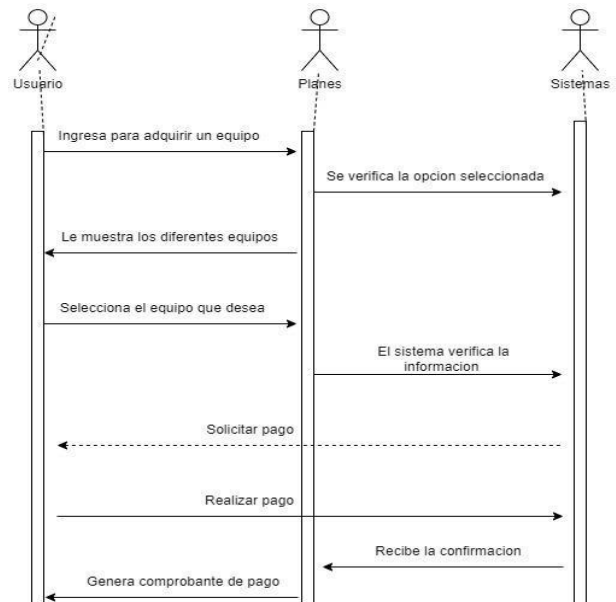 Usuario
Planes
Sistemas
Ingresa para adquirir un equipo
Se verifica la opcion seleccionada
Le muestra los diferentes equipos
Selecciona el equipo que desea
El sistema verifica la
informacion
Solicitar pago
Realizar pago
Recibe la confirmacion
Genera comprobante de pago